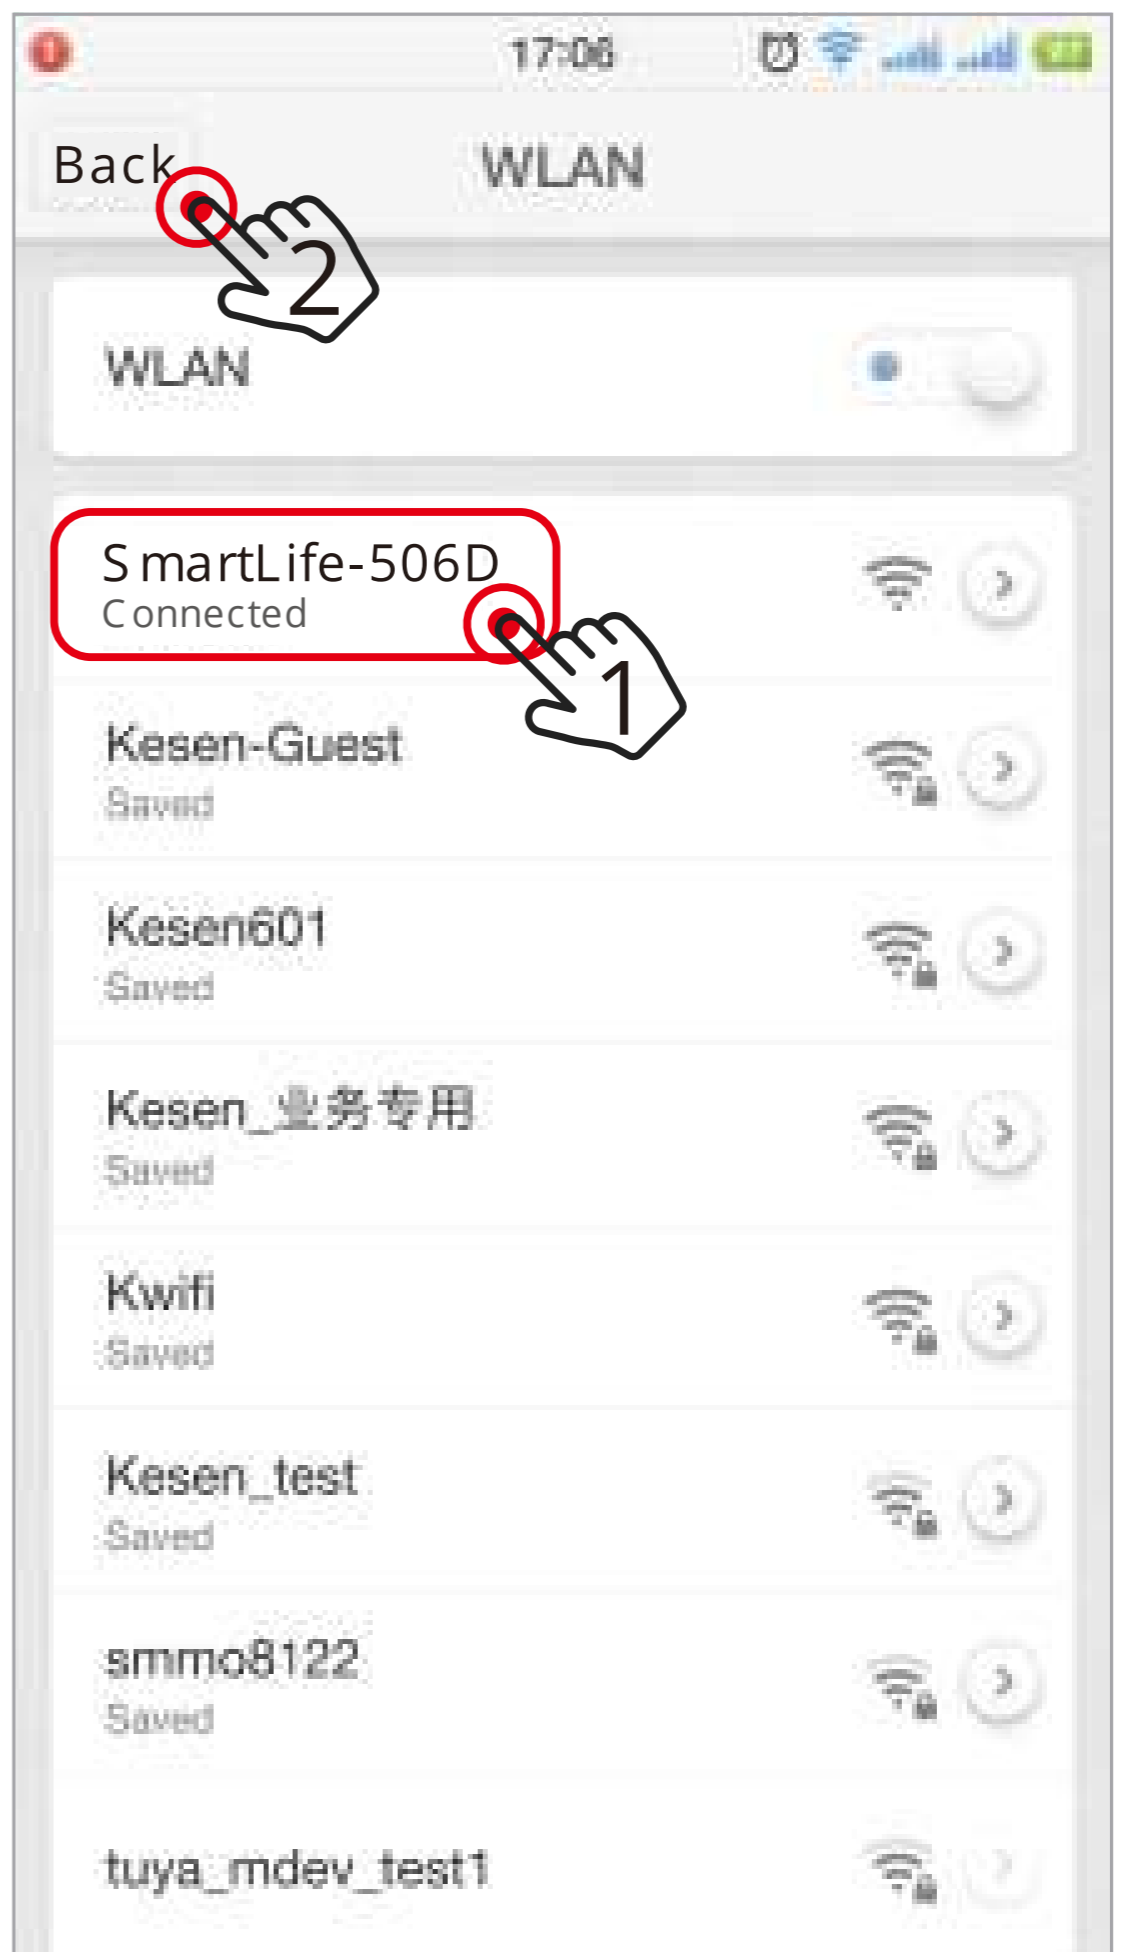 17:06
Back
WLAN
2
WLAN
SmartLife-506D
Connected
1
Kesen-Guest
Saved
Kesen601
Saved
Kesen_业务专用
Saved
Kwifi
Saved
Kesen_test
Saved
smmo8122
Saved
tuya_mdev_test1